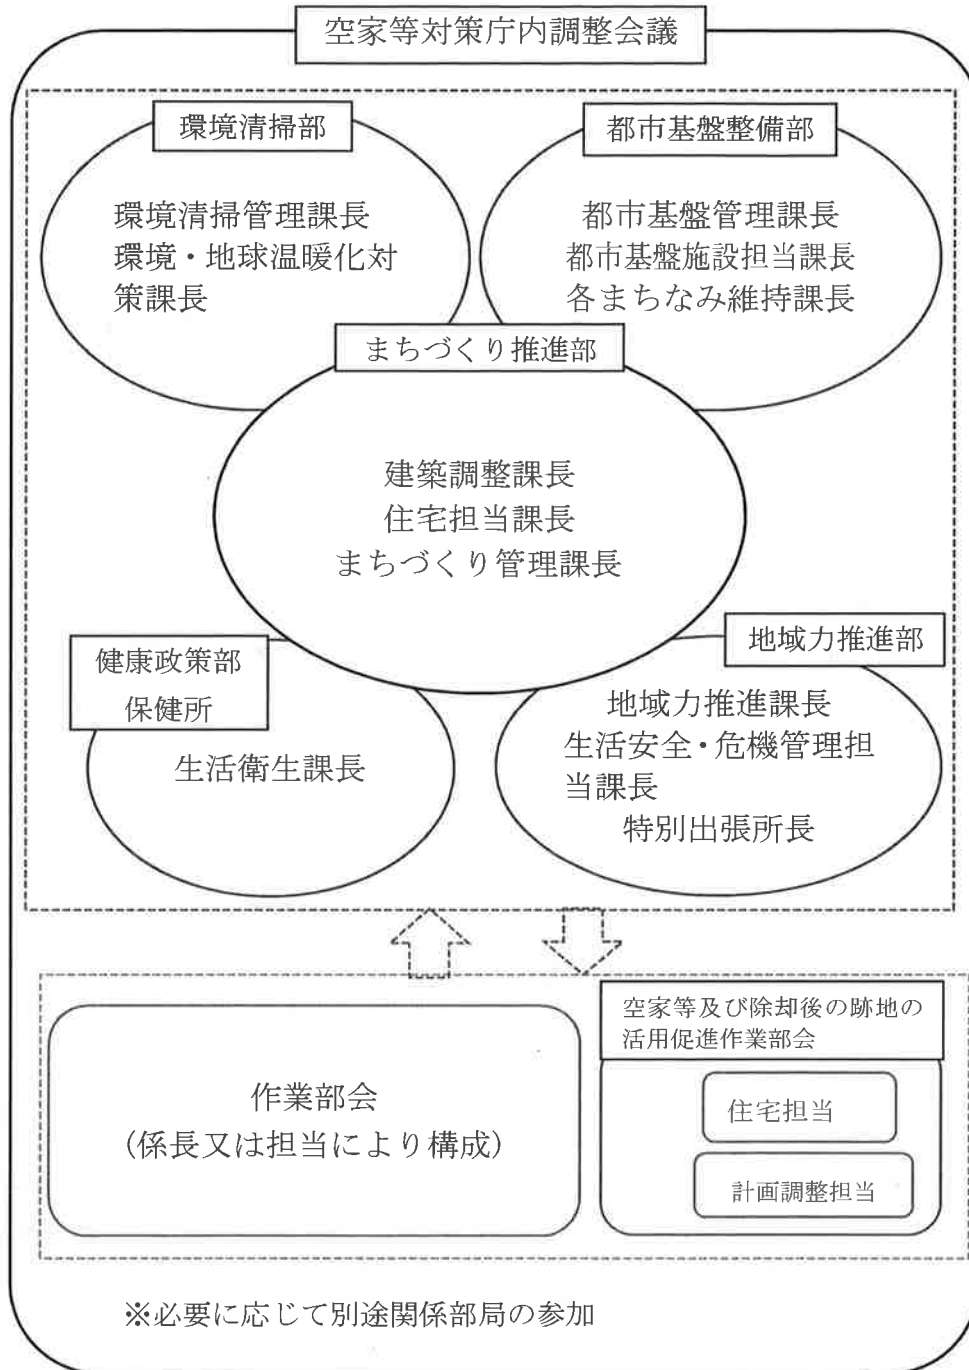 空家等対策庁内調整会議
環境清掃部
環境清掃管理課長
環境・地球温暖化対
策課長
都市基盤整備部
都市基盤管理課長
都市基盤施設担当課長
各まちなみ維持課長
まちづくり推進部
建築調整課長
住宅担当課長
まちづくり管理課長
健康政策部
保健所
生活衛生課長
地域力推進部
地域力推進課長
生活安全・危機管理担
当課長
特別出張所長
作業部会
(係長又は担当により構成)
空家等及び除却後の跡地の
活用促進作業部会
住宅担当
計画調整担当
※必要に応じて別途関係部局の参加